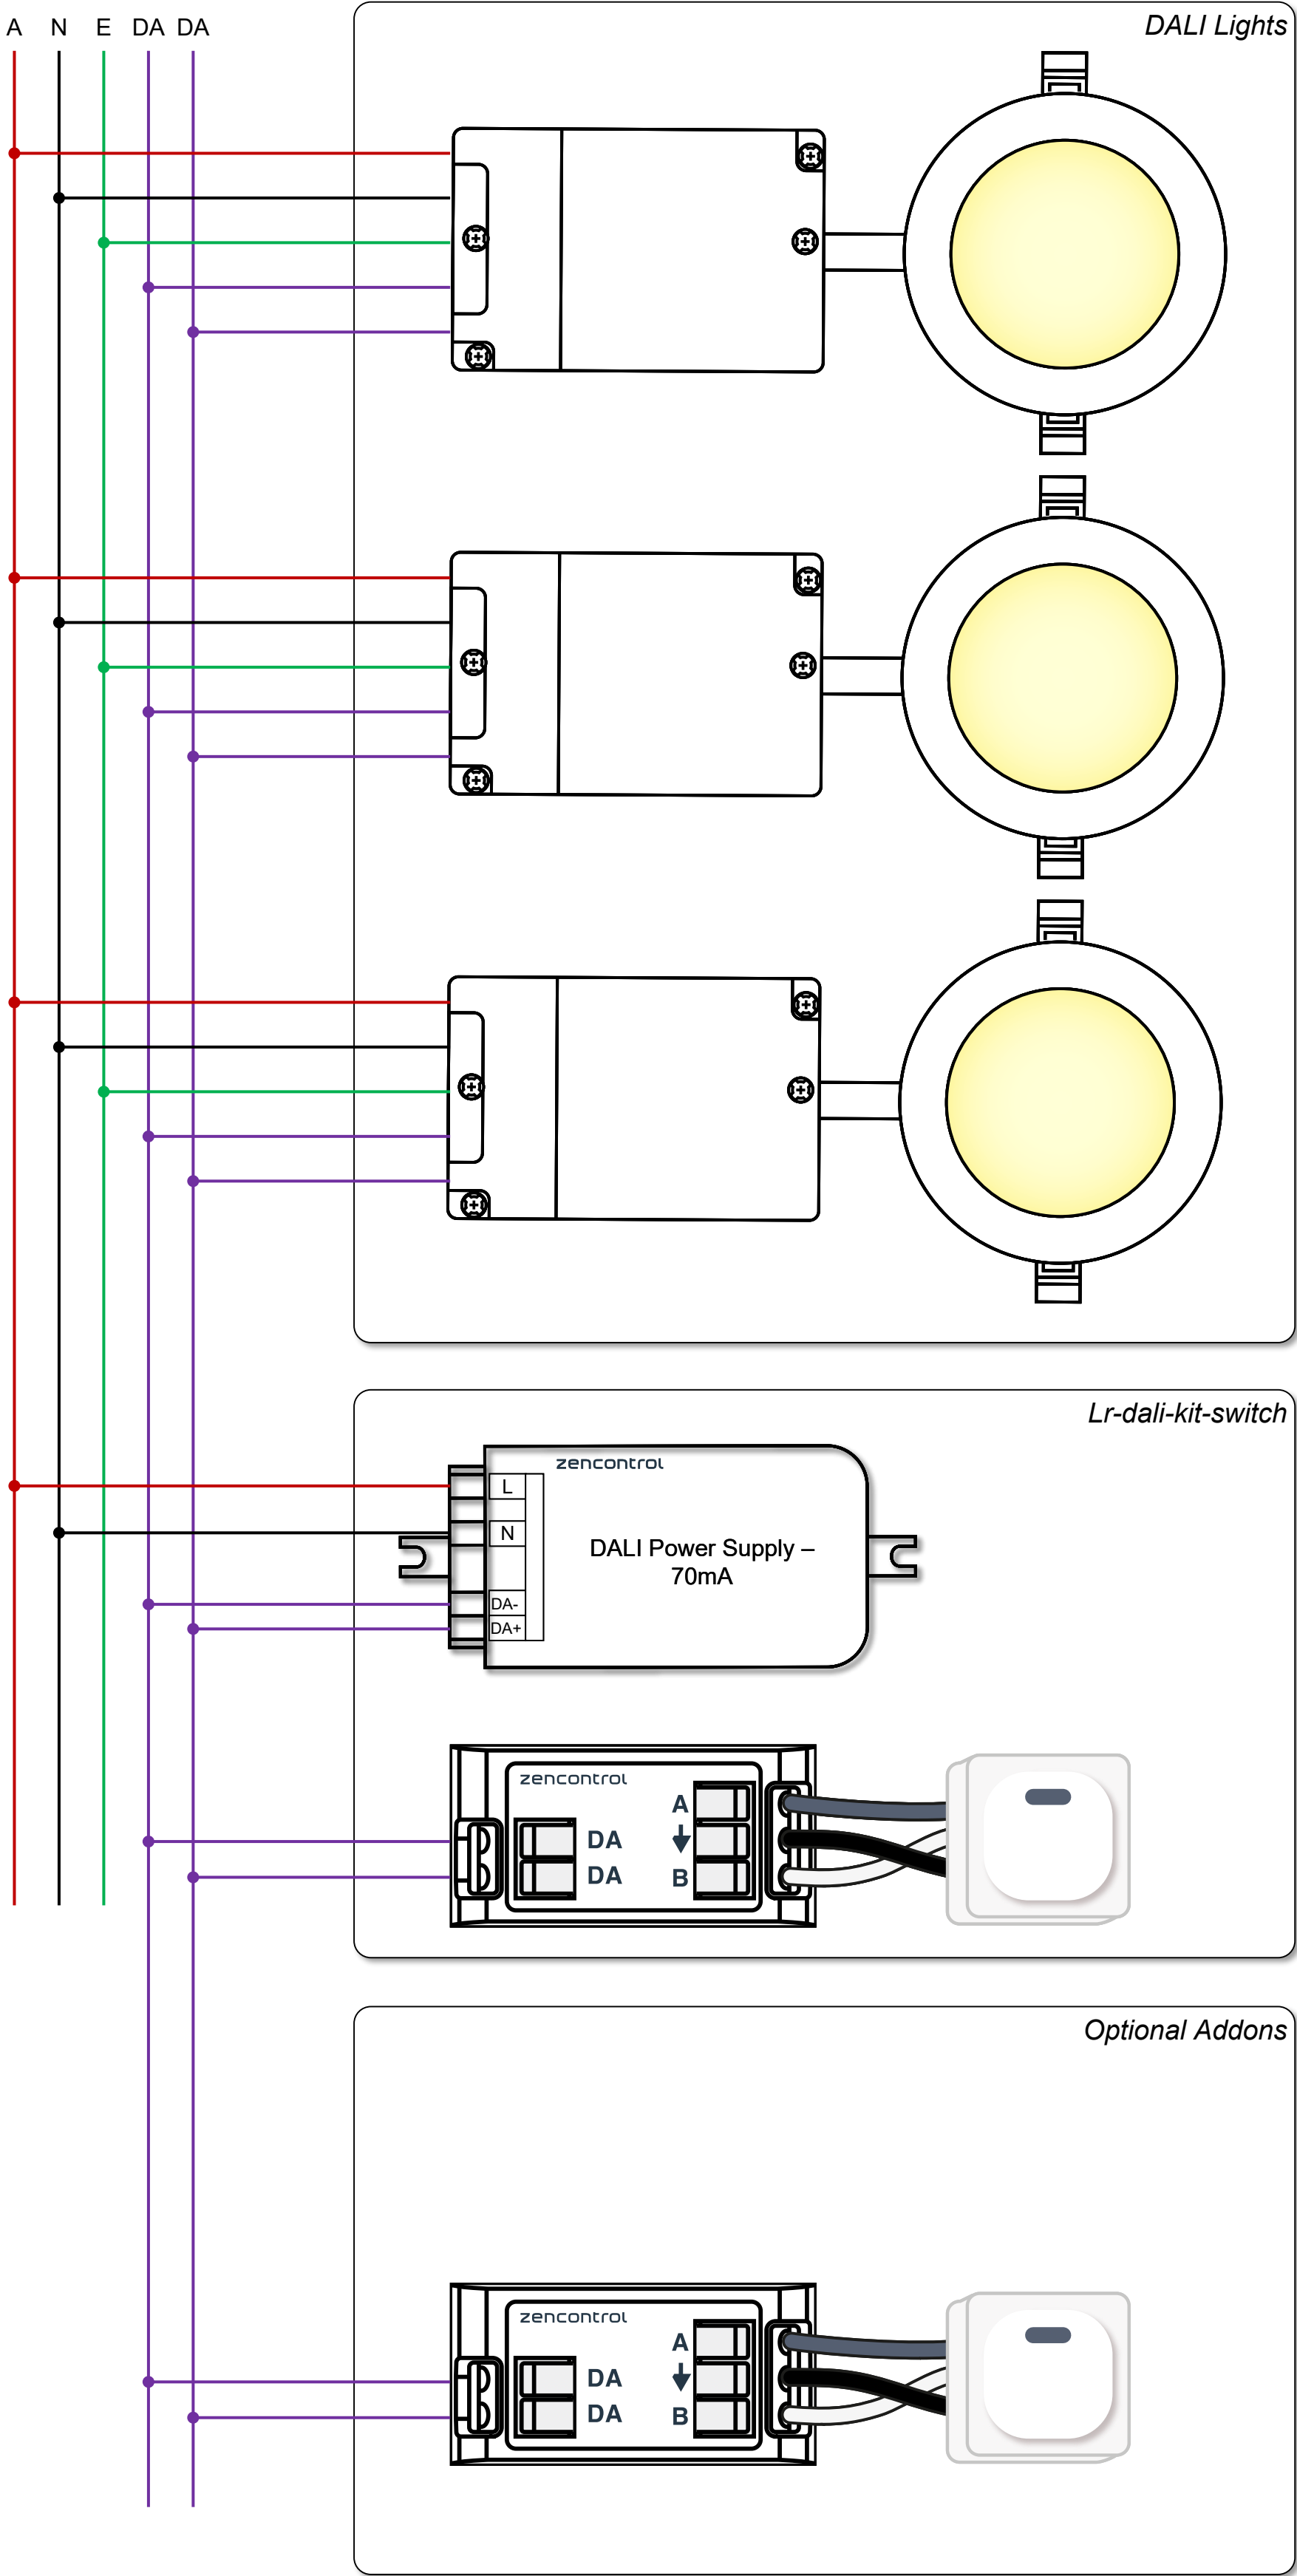 A N E DA DA
DALI Lights
Lr-dali-kit-switch
zencontrol
L
N
DALI Power Supply –
70mA
DA-
DA+
zencontrol
A
DA
DA
B
Optional Addons
zencontrol
A
DA
DA
B